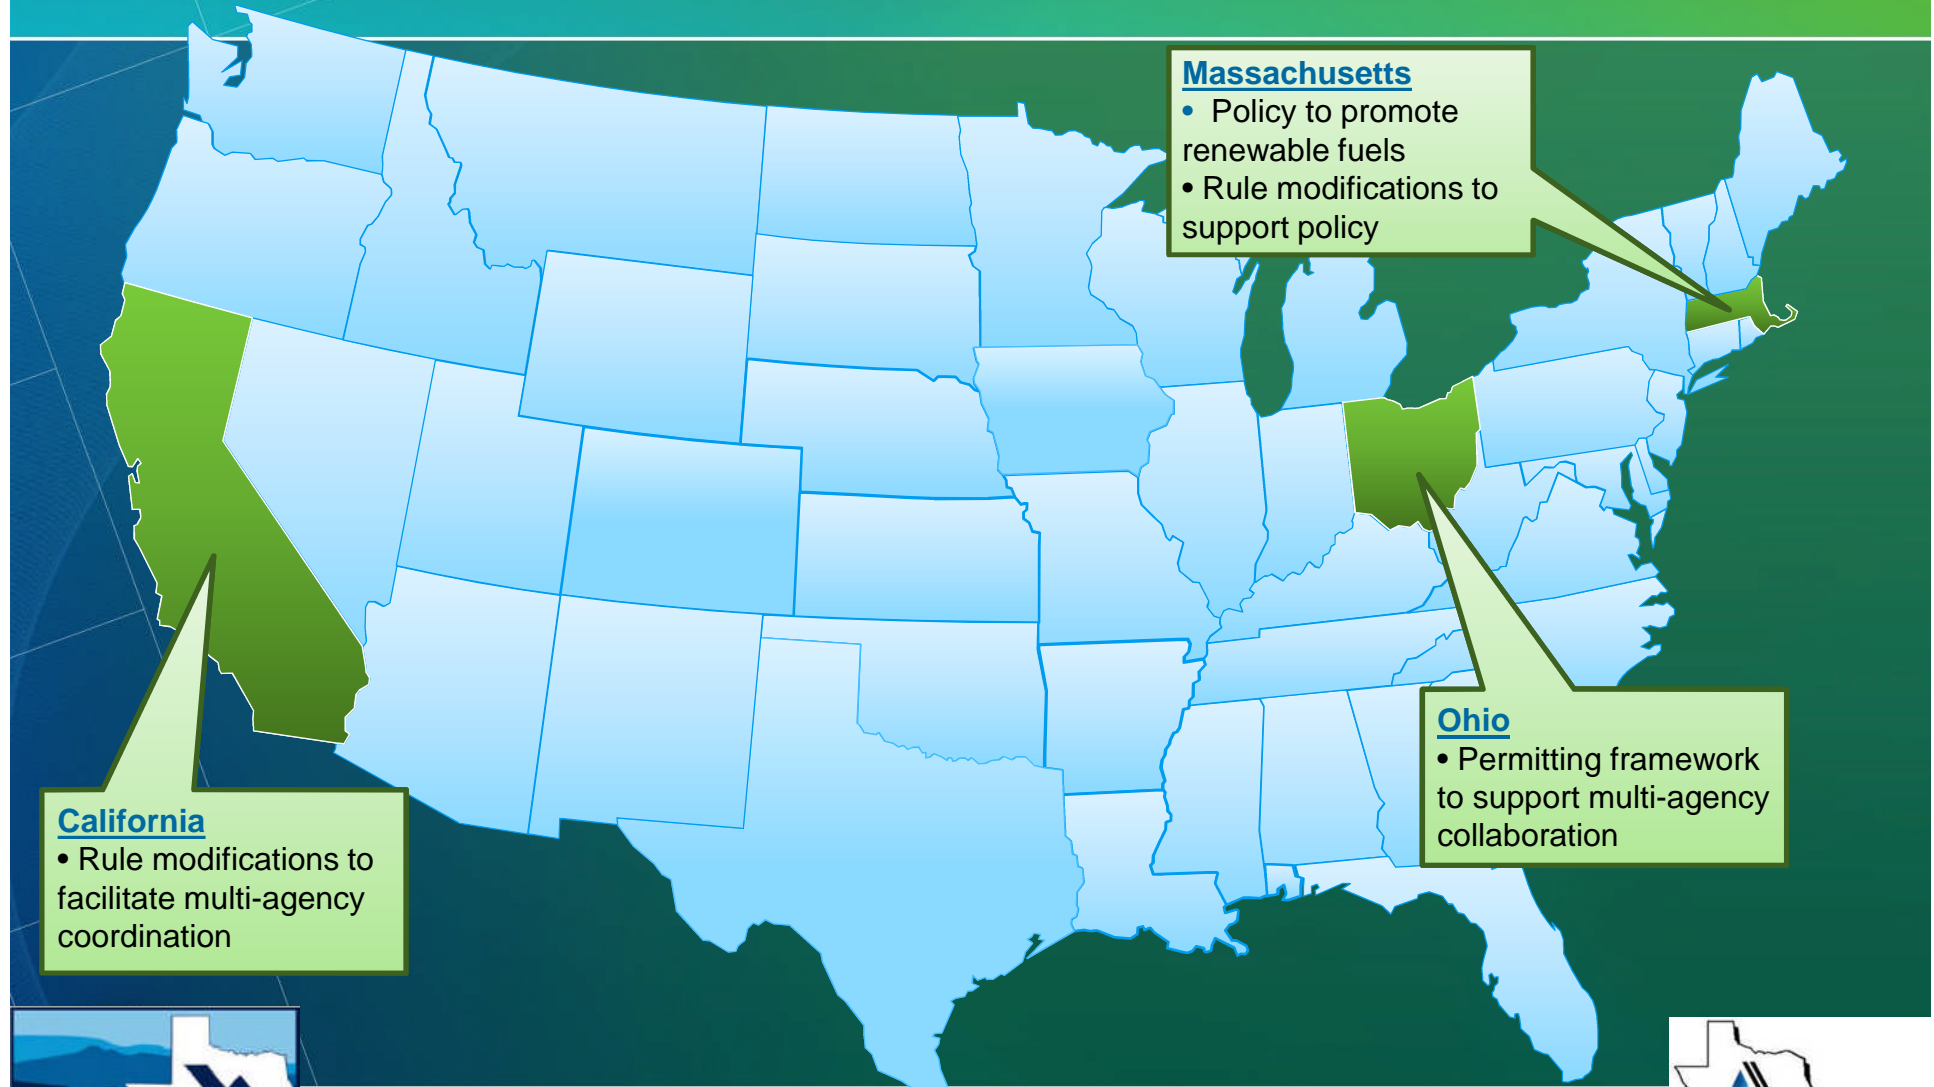 Massachusetts
• Policy to promote
renewable fuels
• Rule modifications to
support policy
Ohio
• Permitting framework
to support multi-agency
collaboration
California
• Rule modifications to
facilitate multi-agency
coordination